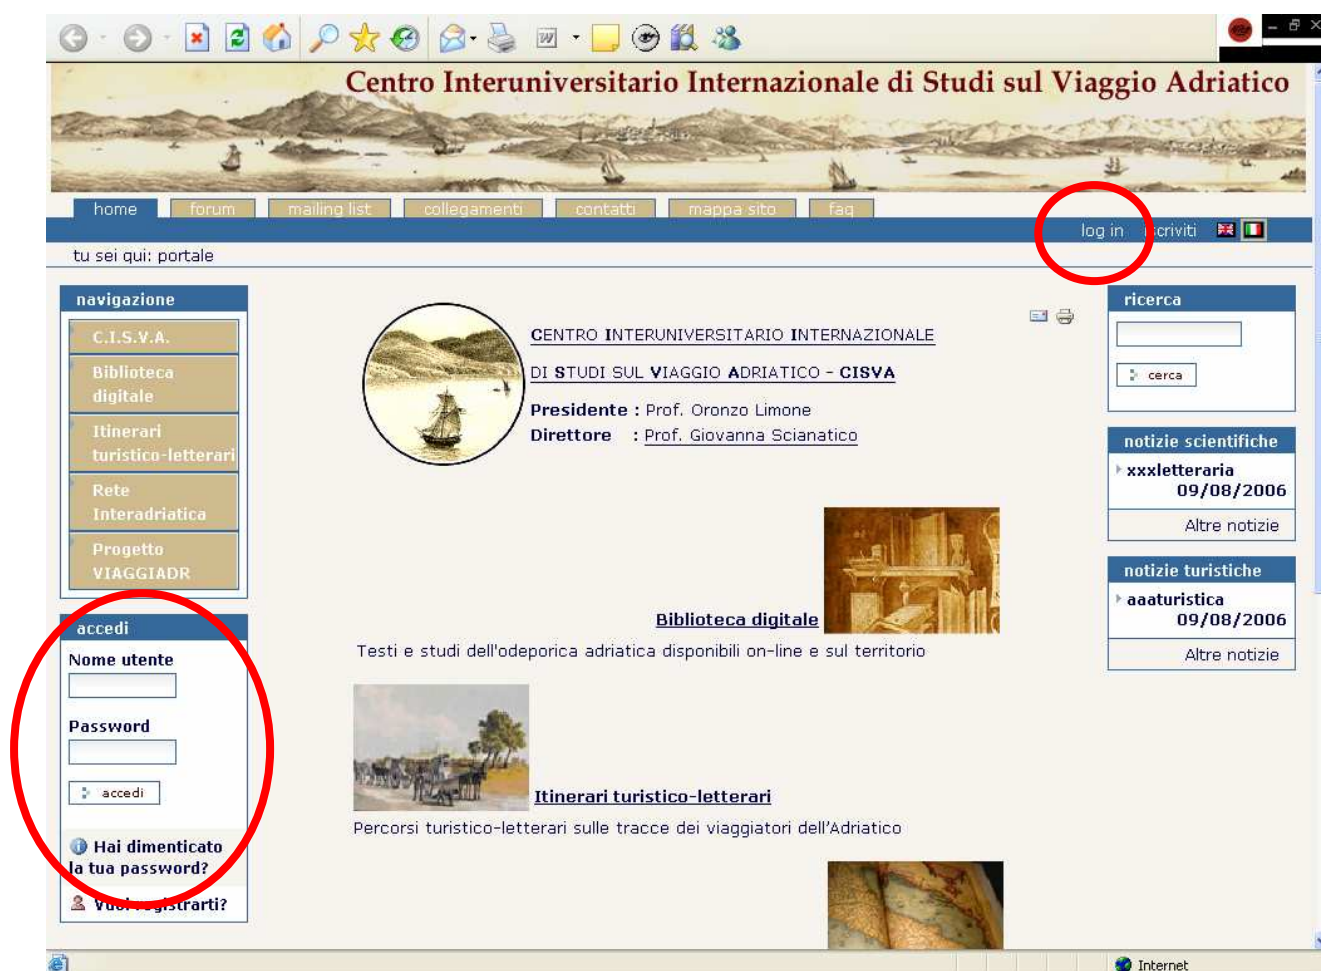 Centro Interuniversitario Internazionale di Studi sul Viaggio Adriatico
home forum mailing list collegamenti contatti mappa sito faq
log in iscriviti
tu sei qui: portale
navigazione
C.I.S.V.A.
Biblioteca
digitale
Itinerari
turistico-letterari
Rete
Interadriatica
Progetto
VIAGGIADR
accedi
Nome utente
Password
accedi
Hai dimenticato
la tua password?
Vuoi registrarti?
CENTRO INTERUNIVERSITARIO INTERNAZIONALE
DI STUDI SUL VIAGGIO ADRIATICO - CISVA
Presidente : Prof. Oronzo Limone
Direttore : Prof. Giovanna Scianatico
Biblioteca digitale
Testi e studi dell'odeporica adriatica disponibili on-line e sul territorio
Itinerari turistico-letterari
Percorsi turistico-letterari sulle tracce dei viaggiatori dell'Adriatico
ricerca
cerca
notizie scientifiche
xxxletteraria
09/08/2006
Altre notizie
notizie turistiche
aaaturistica
09/08/2006
Altre notizie
Internet